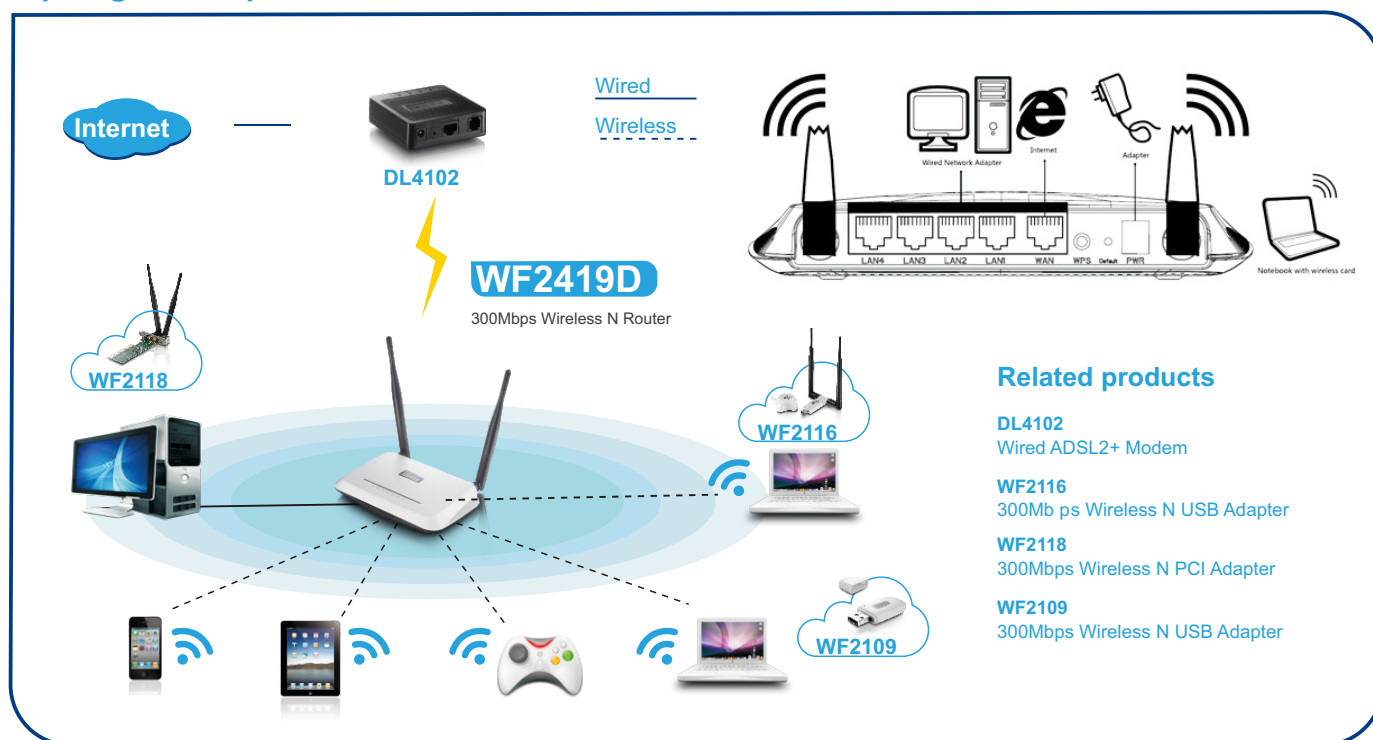 Internet
DL4102
Wired
Wireless
Wired Network Adapter
Internet
Adapter
LAN4 LAN3 LAN2 LAN1 WAN WPS Default PWR
Notebook with wireless card
WF2419D
300Mbps Wireless N Router
WF2118
WF2116
WF2109
Related products
DL4102
Wired ADSL2+ Modem
WF2116
300Mb ps Wireless N USB Adapter
WF2118
300Mbps Wireless N PCI Adapter
WF2109
300Mbps Wireless N USB Adapter